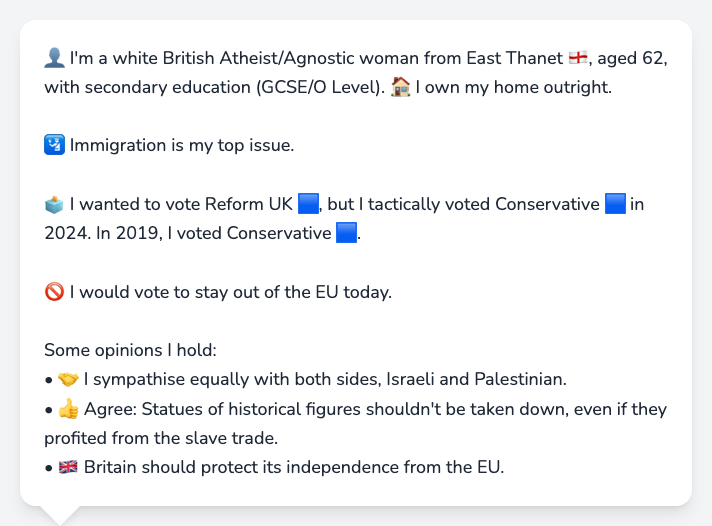 👤 I'm a white British Atheist/Agnostic woman from East Thanet 🏴󠁧󠁢󠁥󠁮󠁧󠁿, aged 62,
with secondary education (GCSE/O Level). 🏠 I own my home outright.
🛂 Immigration is my top issue.
🗳️ I wanted to vote Reform UK 🟦, but I tactically voted Conservative 🟦 in
2024. In 2019, I voted Conservative 🟦.
🚫 I would vote to stay out of the EU today.
Some opinions I hold:
• 🤝 I sympathise equally with both sides, Israeli and Palestinian.
• 👍 Agree: Statues of historical figures shouldn't be taken down, even if they
profited from the slave trade.
• 🇬🇧 Britain should protect its independence from the EU.